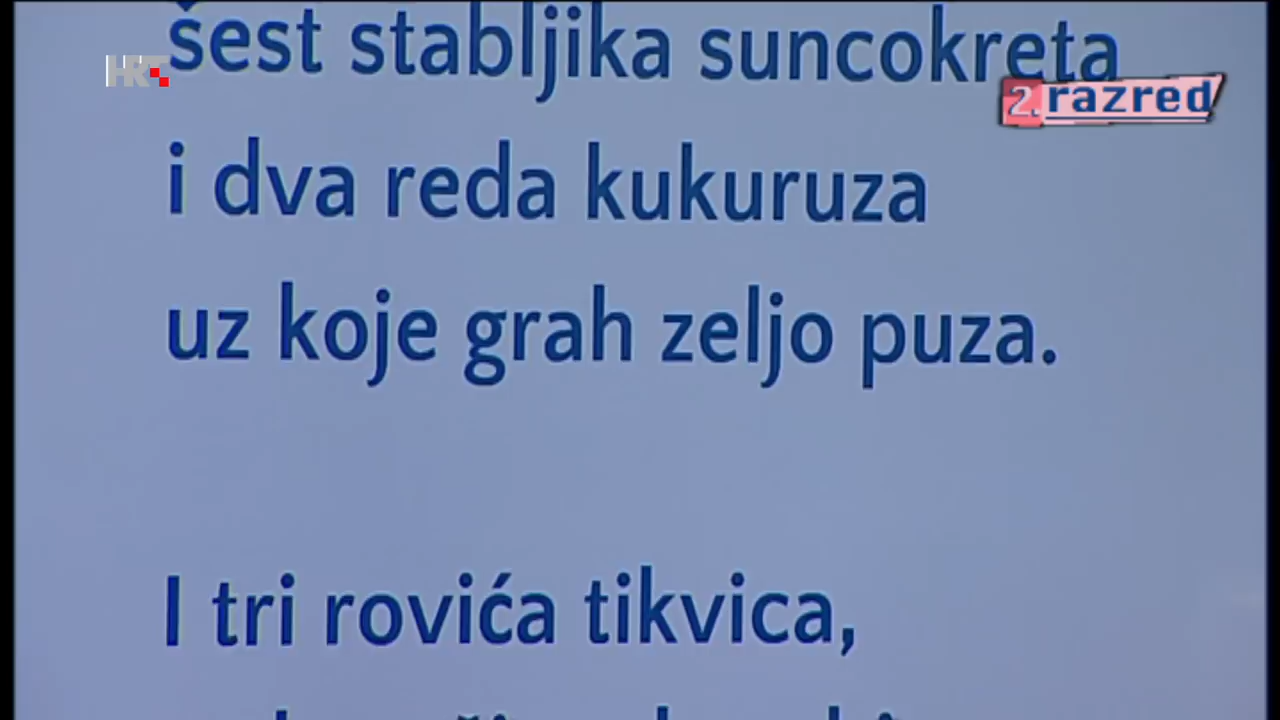 šest stabljika suncokreta
HRT
2. razred
i dva reda kukuruza
uz koje grah zeljo puza.
I tri rovića tikvica,